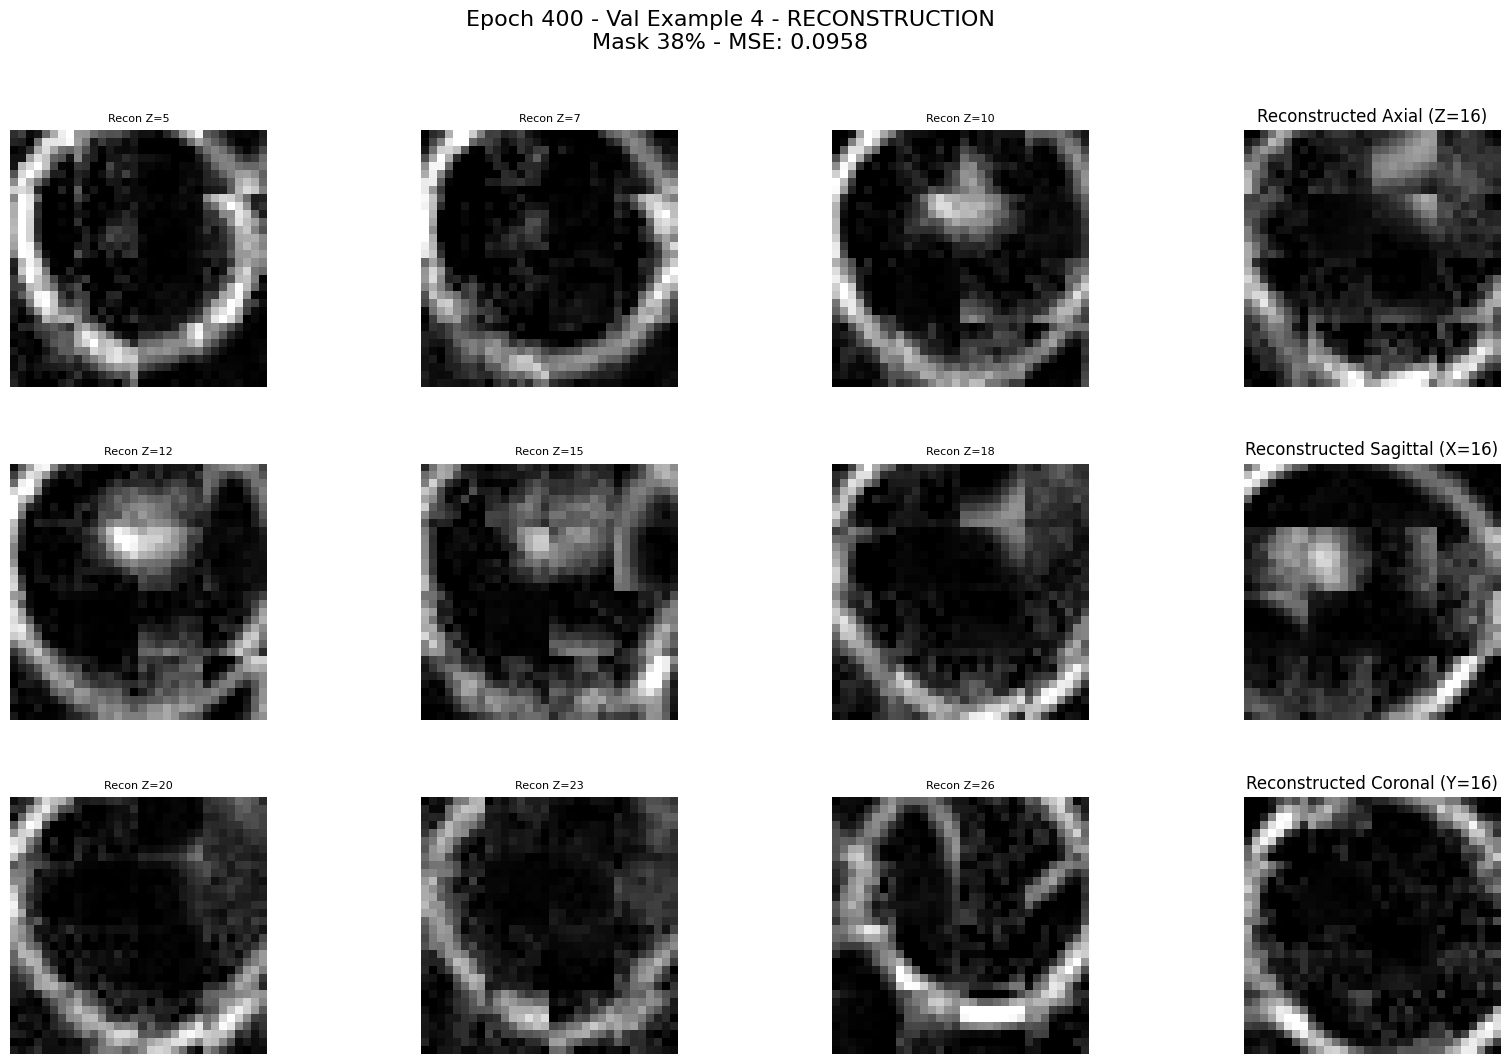 Epoch 400 - Val Example 4 - RECONSTRUCTION
Mask 38% - MSE: 0.0958
Recon Z=5
Recon Z=7
Recon Z=10
Reconstructed Axial (Z=16)
Recon Z=12
Recon Z=15
Recon Z=18
Reconstructed Sagittal (X=16)
Recon Z=20
Recon Z=23
Recon Z=26
Reconstructed Coronal (Y=16)